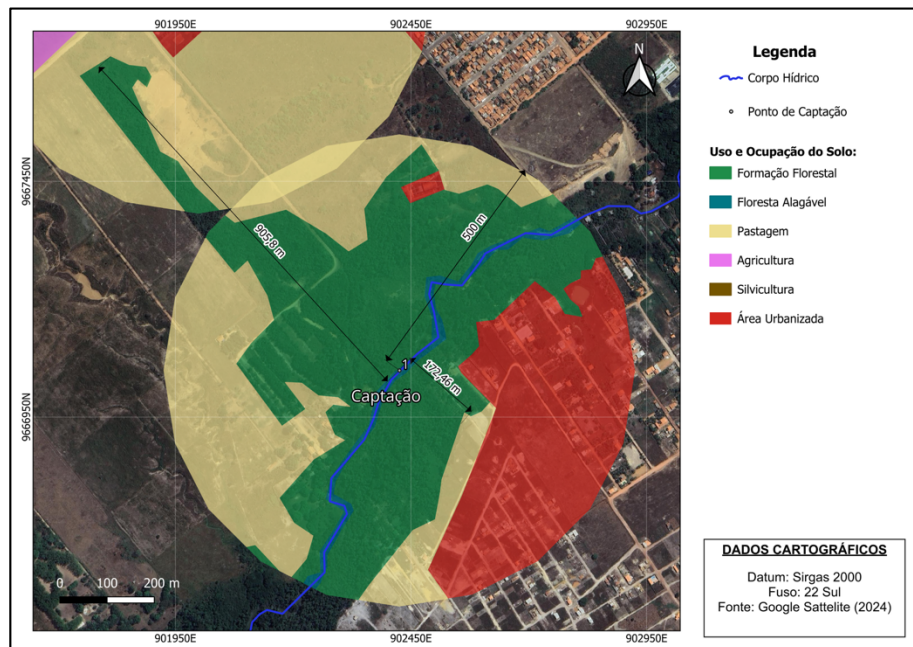 901950E
902450E
902950E
9667450N
9666950N
N
905,8 m
500 m
172,46 m
.1
Captação
0 100 200 m
901950E
902450E
902950E
Legenda
Corpo Hídrico
Ponto de Captação
Uso e Ocupação do Solo:
Formação Florestal
Floresta Alagável
Pastagem
Agricultura
Silvicultura
Área Urbanizada
DADOS CARTOGRÁFICOS
Datum: Sirgas 2000
Fuso: 22 Sul
Fonte: Google Sattelite (2024)